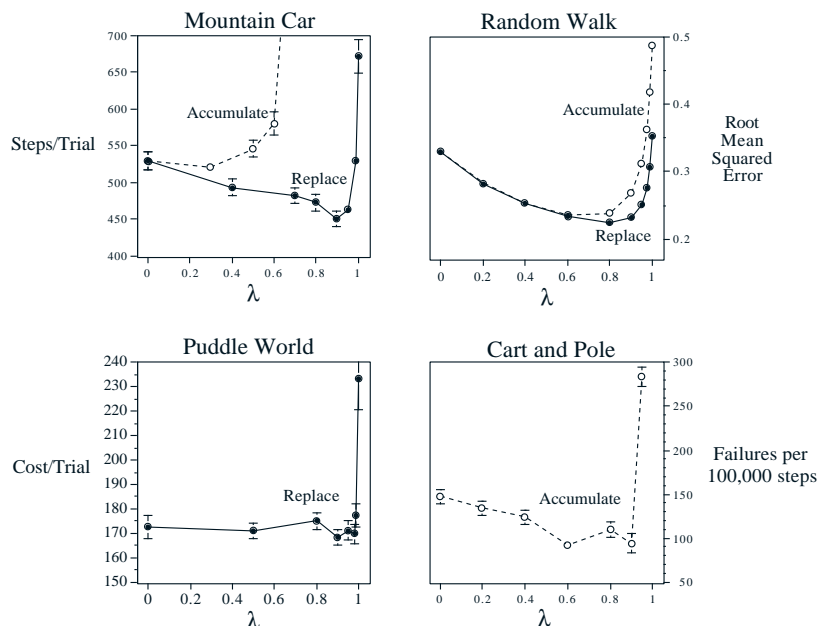 Mountain Car
700
650
600
550
500
450
400
Steps/Trial
Accumulate
Replace
0 0.2 0.4 0.6 0.8 1
λ
Random Walk
0.5
0.4
0.3
0.2
Accumulate
Replace
Root
Mean
Squared
Error
0 0.2 0.4 0.6 0.8 1
λ
Puddle World
240
230
220
210
200
190
180
170
160
150
Cost/Trial
Replace
0 0.2 0.4 0.6 0.8 1
λ
Cart and Pole
300
250
200
150
100
50
Accumulate
Failures per
100,000 steps
0 0.2 0.4 0.6 0.8 1
λ